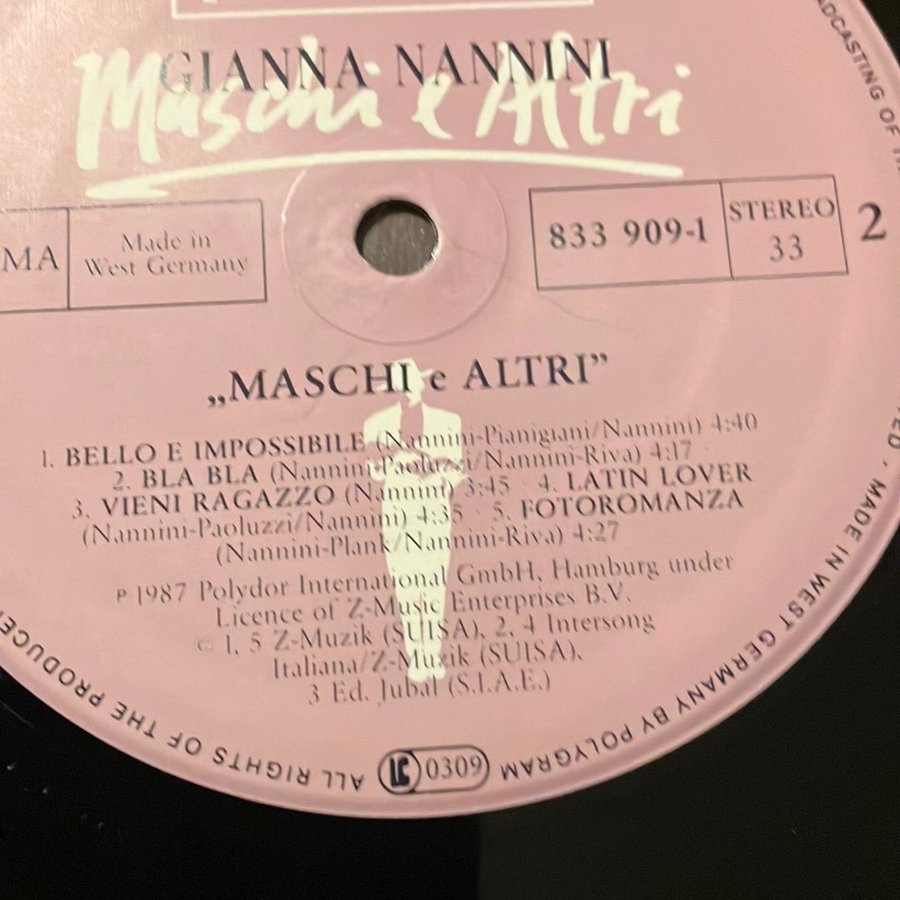 GIANNA NANNINI
Maschi e Altri
MA
Made in
West Germany
833 909-1
STEREO
33
2
„MASCHI e ALTRI”
1. BELLO E IMPOSSIBILE (Nannini-Pianigiani/Nannini) 4:40
2. BLA BLA (Nannini-Paoluzzi/Nannini-Riva) 4:17
3. VIENI RAGAZZO (Nannini) 3:45 · 4. LATIN LOVER
(Nannini-Paoluzzi/Nannini) 4:35 · 5. FOTOROMANZA
(Nannini-Plank/Nannini-Riva) 4:27
℗ 1987 Polydor International GmbH, Hamburg under
Licence of Z-Music Enterprises B.V.
© 1, 5 Z-Muzik (SUISA), 2, 4 Intersong
Italiana/Z-Muzik (SUISA),
3 Ed. Jubal (S.I.A.E.)
ALL RIGHTS OF THE PRODUCER
LC 0309
MADE IN WEST GERMANY BY POLYGRAM
ADCASTING OF